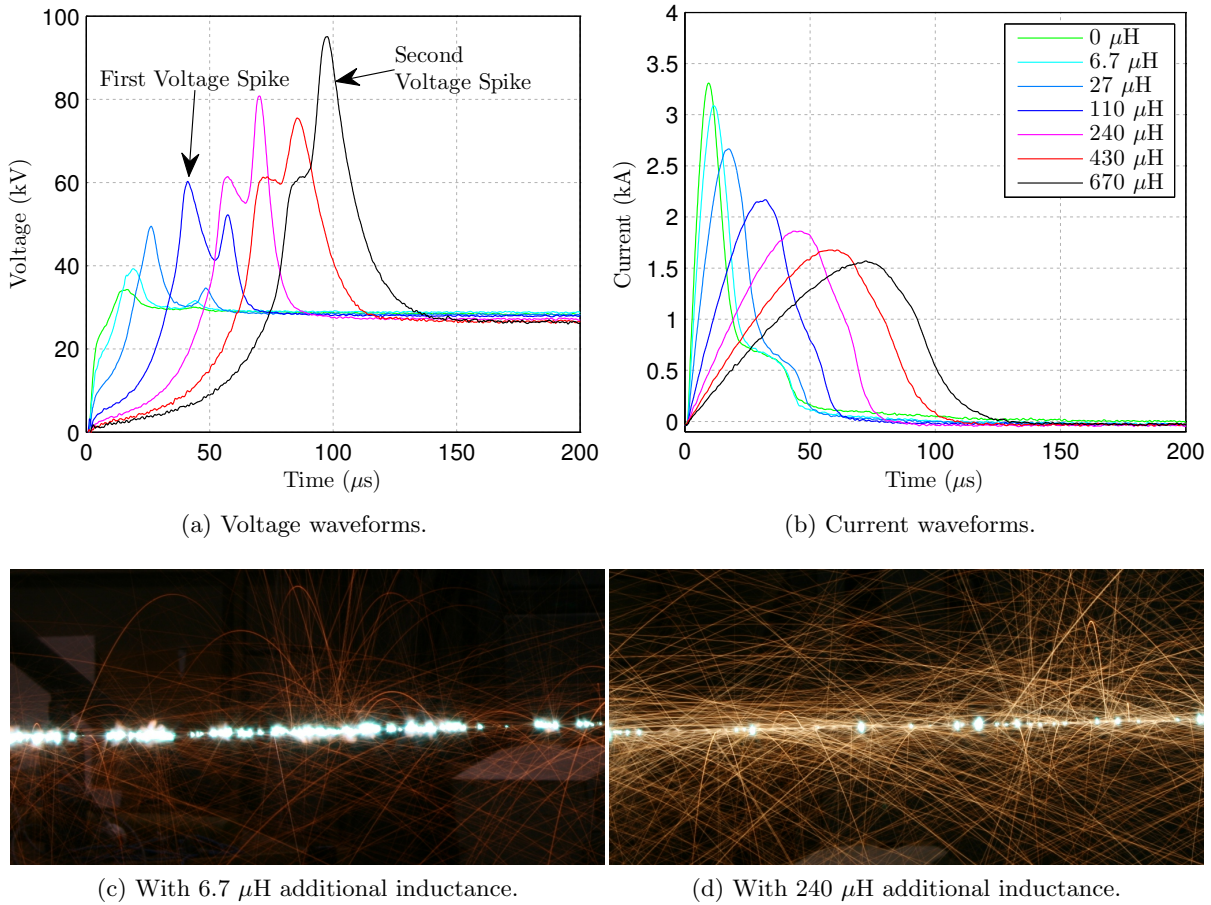 100
80
60
40
20
0
0
50
100
150
200
Voltage (kV)
Time (μs)
First Voltage Spike
Second
Voltage Spike
(a) Voltage waveforms.
4
3.5
3
2.5
2
1.5
1
0.5
0
0
50
100
150
200
Current (kA)
Time (μs)
0 μH
6.7 μH
27 μH
110 μH
240 μH
430 μH
670 μH
(b) Current waveforms.
(c) With 6.7 μH additional inductance.
(d) With 240 μH additional inductance.